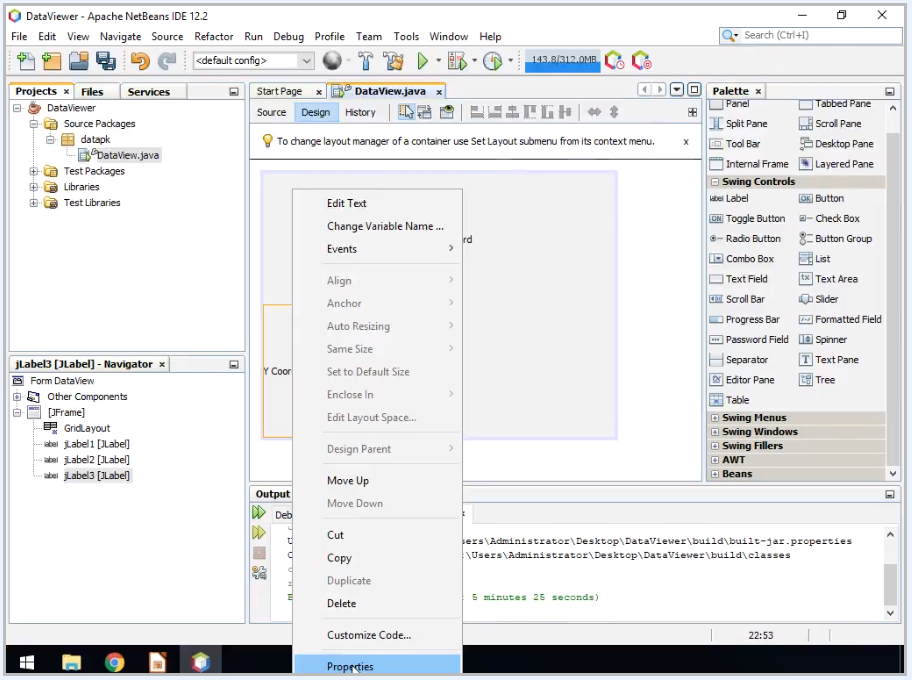 DataViewer - Apache NetBeans IDE 12.2
File Edit View Navigate Source Refactor Run Debug Profile Team Tools Window Help
Search (Ctrl+I)
<default config>
143.8/312.0MB
Projects Files Services
DataViewer
Source Packages
datapk
DataView.java
Test Packages
Libraries
Test Libraries
jLabel3 [JLabel] - Navigator
Form DataView
Other Components
[JFrame]
GridLayout
label jLabel1 [JLabel]
label jLabel2 [JLabel]
label jLabel3 [JLabel]
Start Page DataView.java
Source Design History
To change layout manager of a container use Set Layout submenu from its context menu. x
rd
Y Coor
Edit Text
Change Variable Name ...
Events
Align
Anchor
Auto Resizing
Same Size
Set to Default Size
Enclose In
Edit Layout Space...
Design Parent
Move Up
Move Down
Cut
Copy
Duplicate
Delete
Customize Code...
Properties
Output
Deb
sers\Administrator\Desktop\DataViewer\build\built-jar.properties
\Users\Administrator\Desktop\DataViewer\build\classes
5 minutes 25 seconds)
22:53
Palette
Panel Tabbed Pane
Split Pane Scroll Pane
Tool Bar Desktop Pane
Internal Frame Layered Pane
Swing Controls
label Label OK Button
ON Toggle Button Check Box
Radio Button Button Group
Combo Box List
Text Field Text Area
Scroll Bar Slider
Progress Bar Formatted Field
Password Field Spinner
Separator Text Pane
Editor Pane Tree
Table
Swing Menus
Swing Windows
Swing Fillers
AWT
Beans